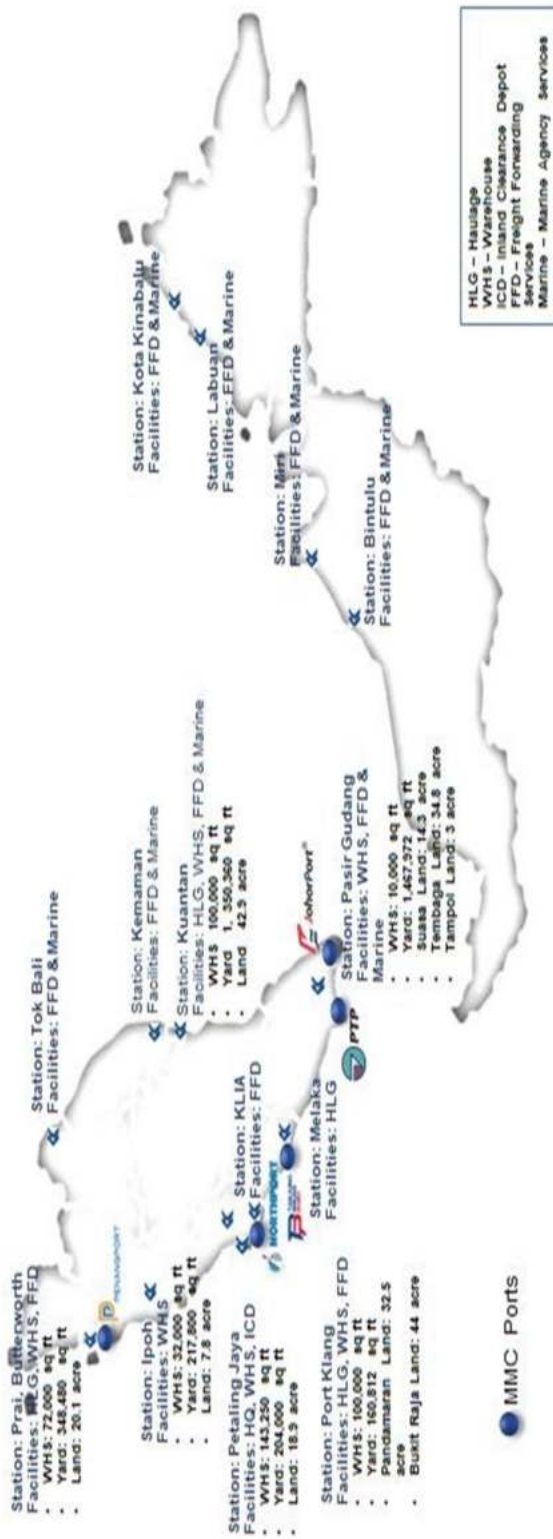 Station: Prai, Butterworth
Facilities: HLG, WHS, FFD
• WHS: 72,000 sq ft
• Yard: 348,480 sq ft
• Land: 20.1 acre
PENANGPORT
Station: Ipoh
Facilities: WHS
• WHS: 32,000 sq ft
• Yard: 217,800 sq ft
• Land: 7.8 acre
Station: Petaling Jaya
Facilities: HQ, WHS, ICD
• WHS: 143,250 sq ft
• Yard: 204,000 sq ft
• Land: 18.9 acre
Station: Port Klang
Facilities: HLG, WHS, FFD
• WHS: 100,000 sq ft
• Yard: 160,812 sq ft
• Pandamaran Land: 32.5
acre
• Bukit Raja Land: 44 acre
Station: KLIA
Facilities: FFD
NORTHPORT
Station: Melaka
Facilities: HLG
PTP
Station: Tok Bali
Facilities: FFD & Marine
Station: Kemaman
Facilities: FFD & Marine
Station: Kuantan
Facilities: HLG, WHS, FFD & Marine
• WHS 100,000 sq ft
• Yard 1, 350,360 sq ft
• Land 42.9 acre
JohorPort
Station: Pasir Gudang
Facilities: WHS, FFD &
Marine
• WHS: 10,000 sq ft
• Yard: 1,467,972 sq ft
• Suasa Land: 14.3 acre
• Tembaga Land: 34.8 acre
• Tampoi Land: 3 acre
Station: Kota Kinabalu
Facilities: FFD & Marine
Station: Labuan
Facilities: FFD & Marine
Station: Miri
Facilities: FFD & Marine
Station: Bintulu
Facilities: FFD & Marine
MMC Ports
HLG – Haulage
WHS – Warehouse
ICD – Inland Clearance Depot
FFD – Freight Forwarding
Services
Marine – Marine Agency Services